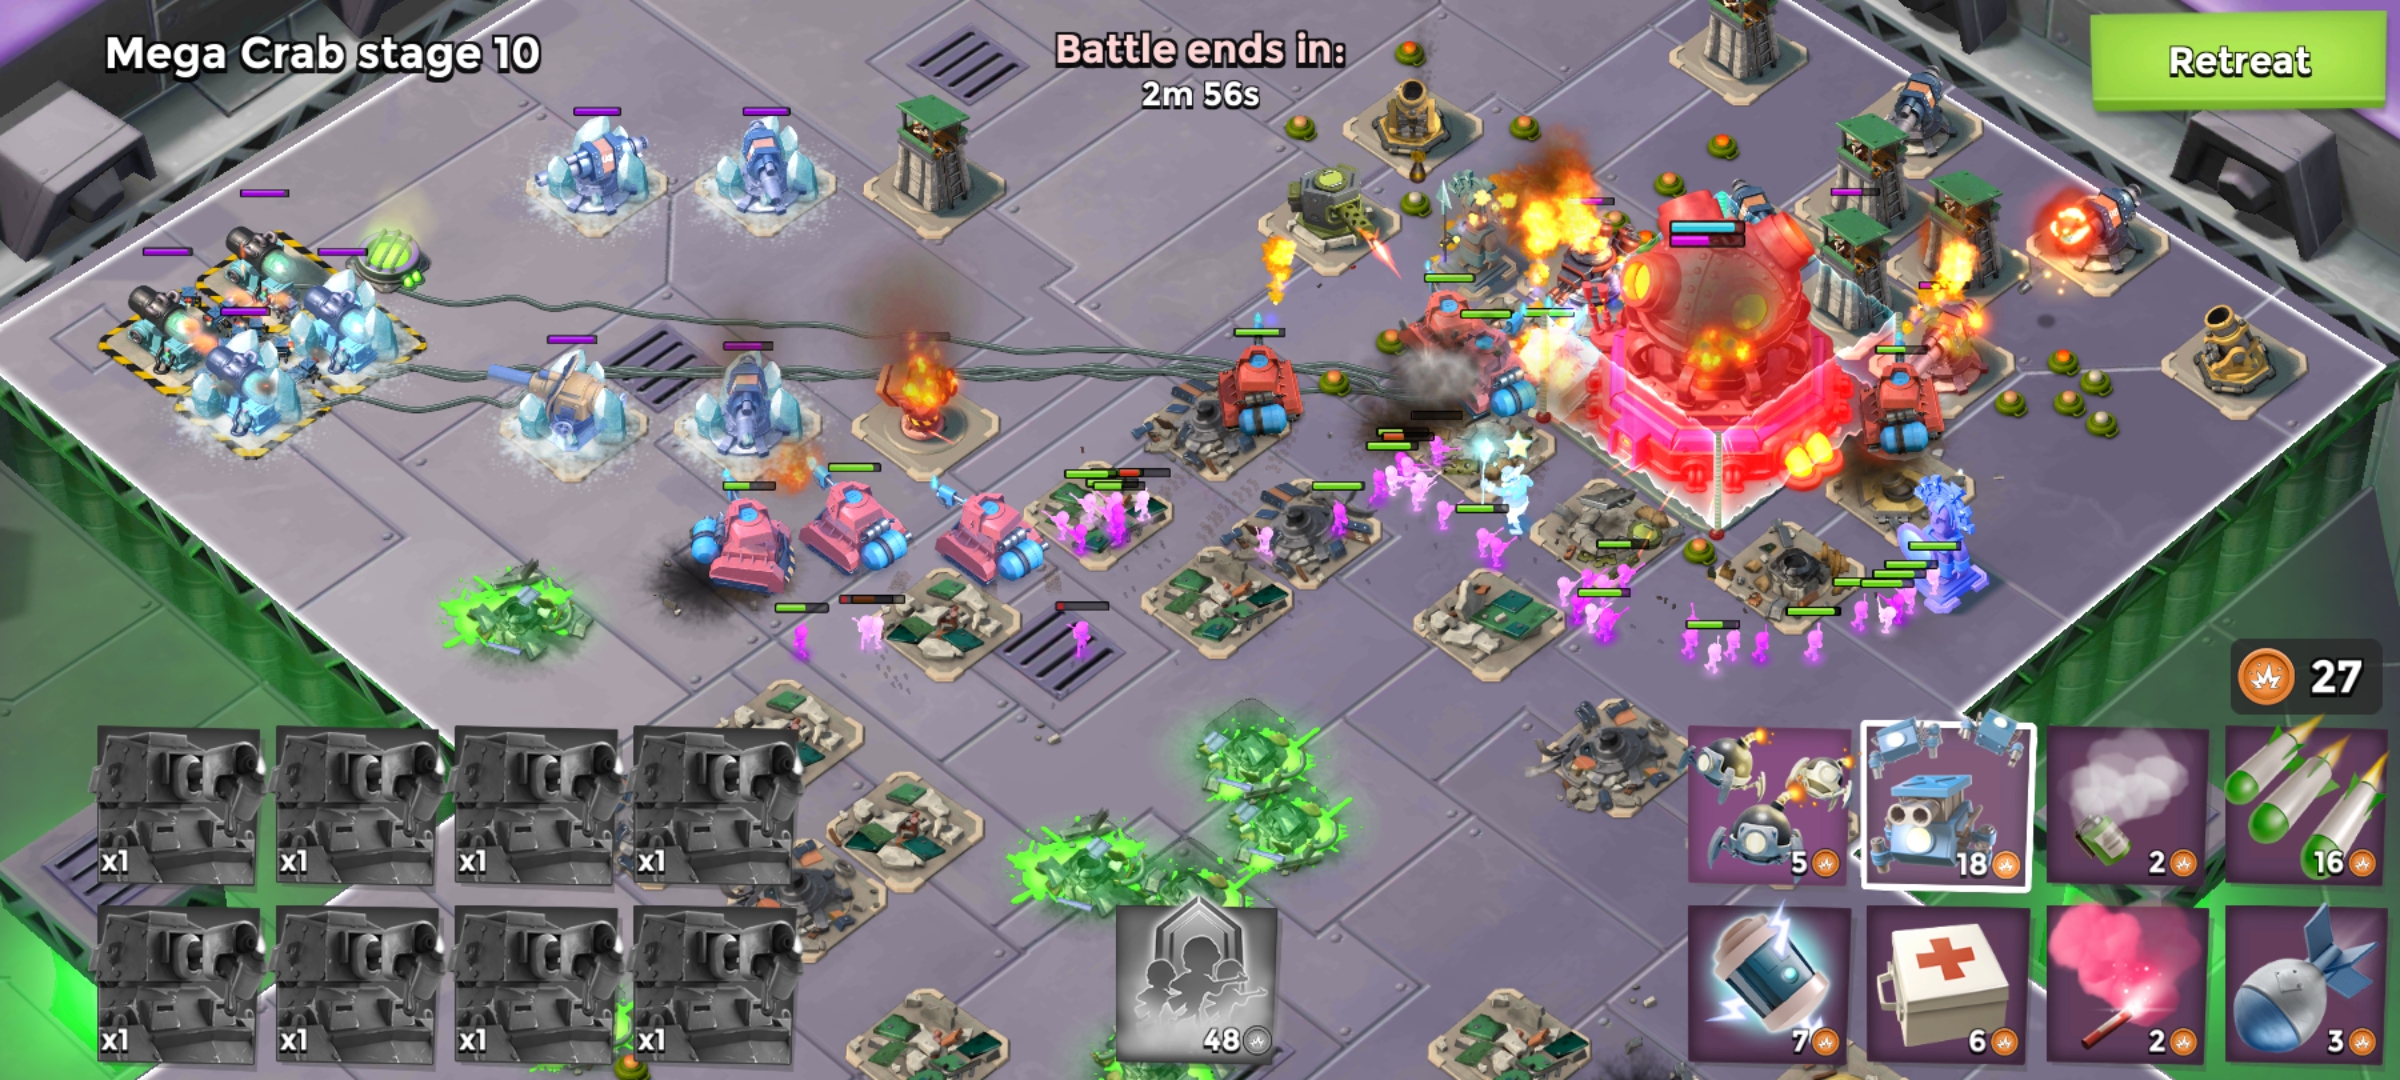 Mega Crab stage 10
Battle ends in:
2m 56s
Retreat
27
x1 x1 x1 x1
5 18 2 16
x1 x1 x1 x1
48
7 6 2 3